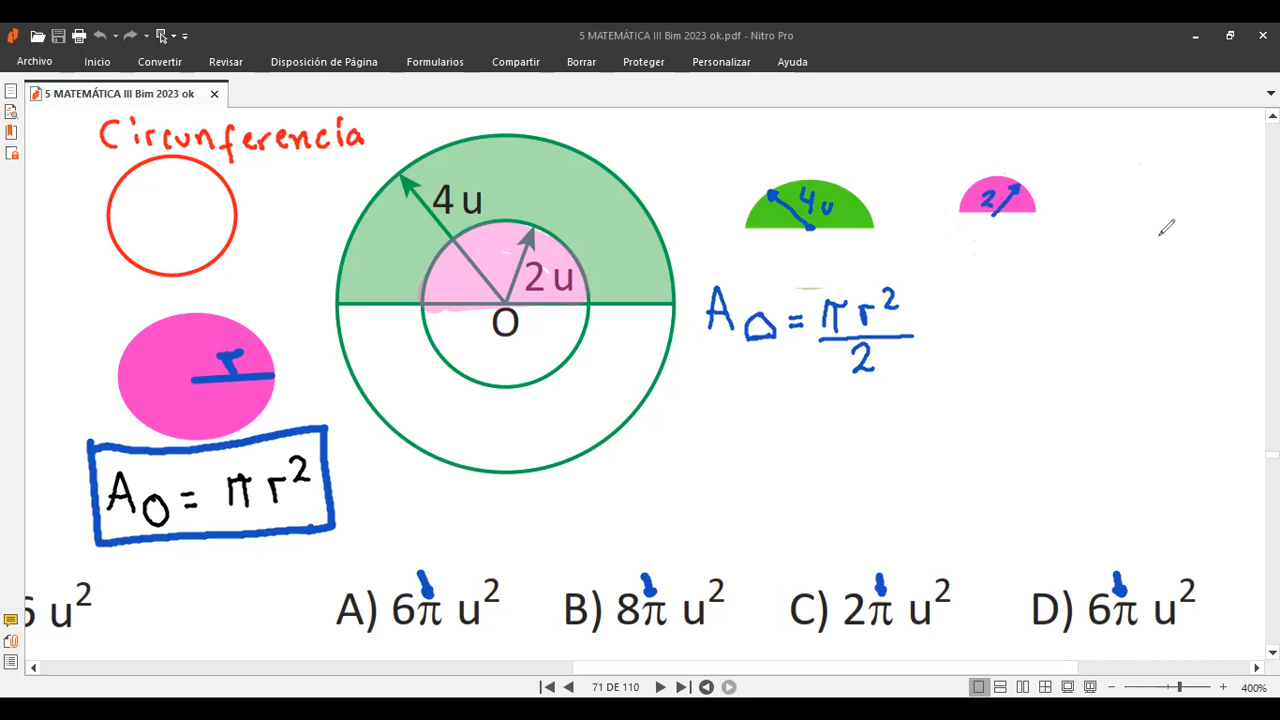 5 MATEMÁTICA III Bim 2023 ok.pdf - Nitro Pro
Archivo Inicio Convertir Revisar Disposición de Página Formularios Compartir Borrar Proteger Personalizar Ayuda
5 MATEMÁTICA III Bim 2023 ok
Circunferencia
4 u
2 u
O
4u
2
r
A○ = πr²
A⌓ = πr²/2
6 u²
A) 6π u² B) 8π u² C) 2π u² D) 6π u²
71 DE 110
400%